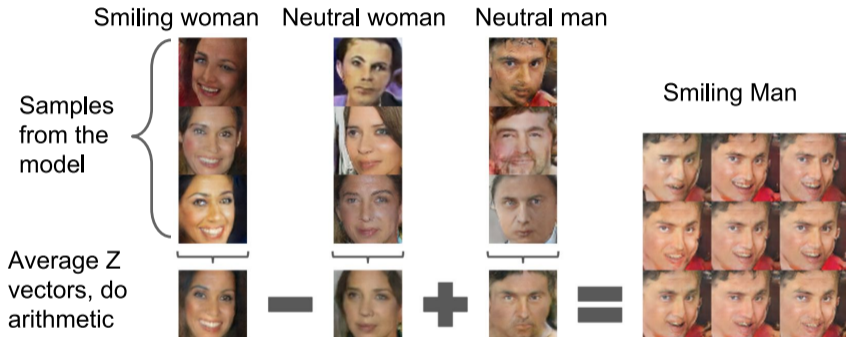 Smiling woman Neutral woman Neutral man
Samples
from the
model
Smiling Man
Average Z
vectors, do
arithmetic